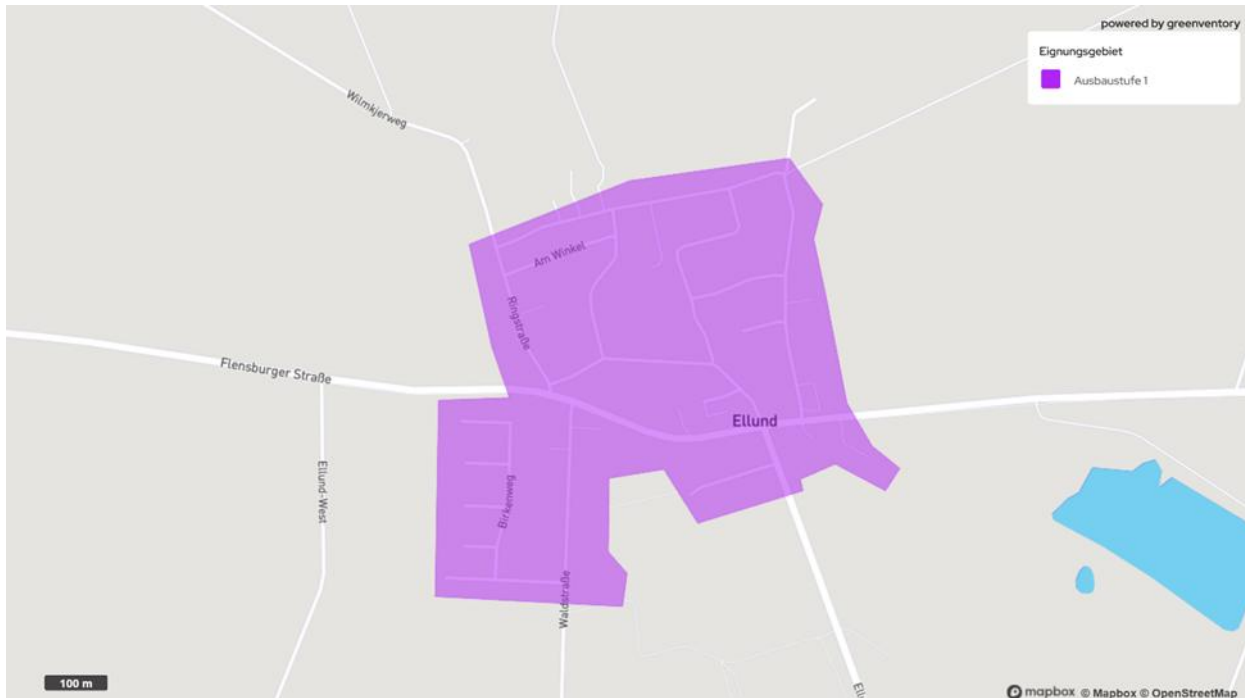 powered by greenventory
Eignungsgebiet
Ausbaustufe 1
Wilmkjerweg
Am Winkel
Ringstraße
Flensburger Straße
Ellund
Ellund-West
Birkenweg
Waldstraße
100 m
mapbox © Mapbox © OpenStreetMap